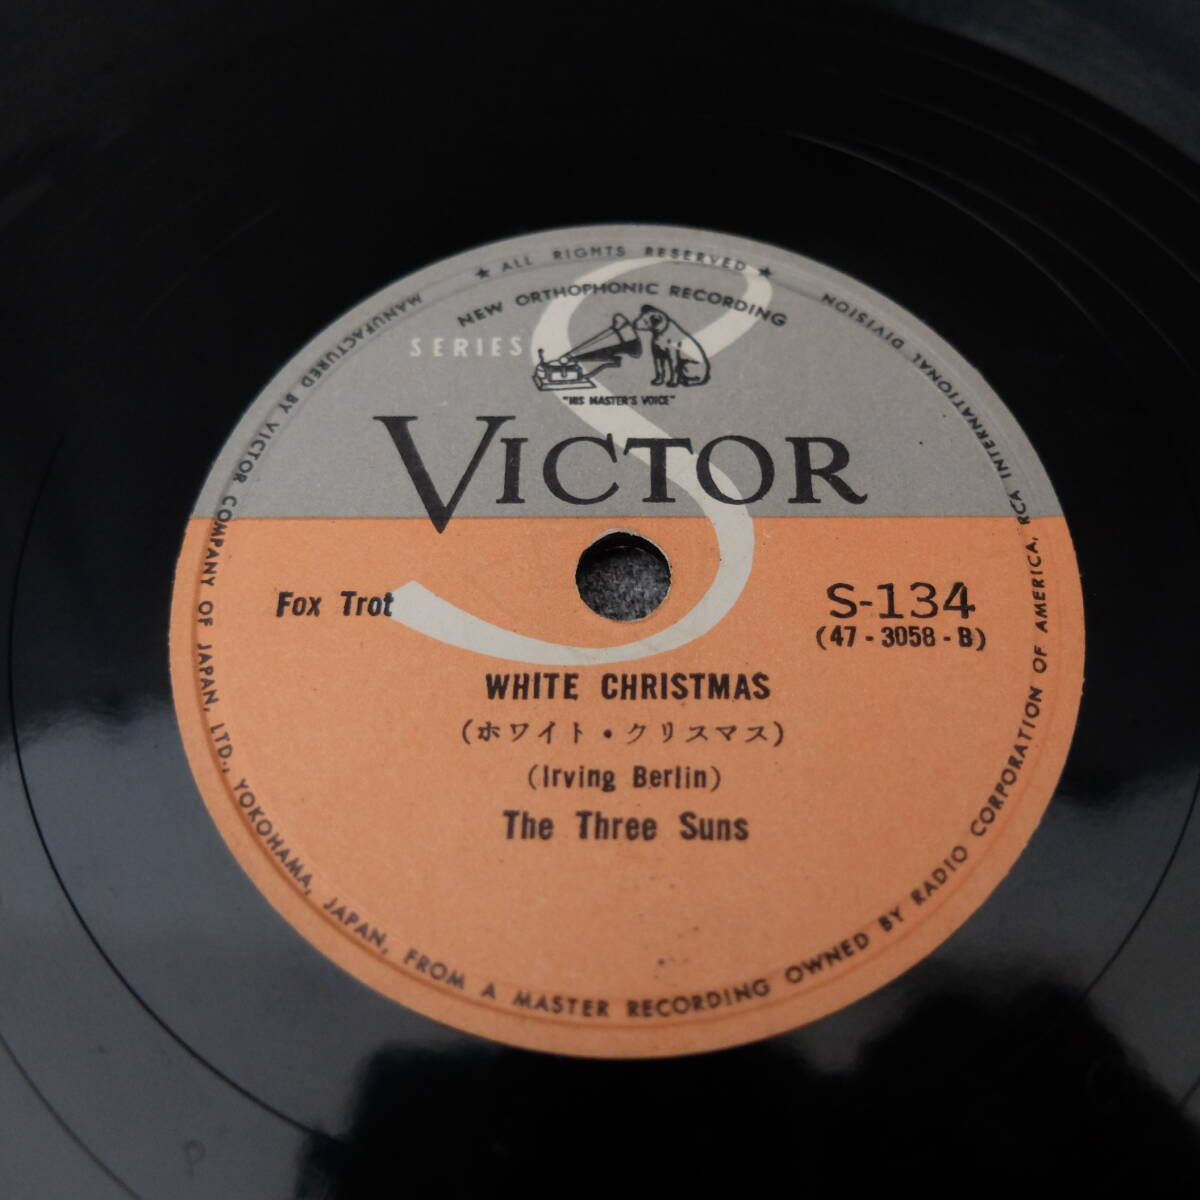 ★ ALL RIGHTS RESERVED ★
NEW ORTHOPHONIC RECORDING
SERIES S
"HIS MASTER'S VOICE"
VICTOR
Fox Trot
S-134
(47-3058-B)
WHITE CHRISTMAS
(ホワイト・クリスマス)
(Irving Berlin)
The Three Suns
MANUFACTURED BY VICTOR COMPANY OF JAPAN, LTD., YOKOHAMA, JAPAN, FROM A MASTER RECORDING OWNED BY RADIO CORPORATION OF AMERICA, RCA INTERNATIONAL DIVISION
P